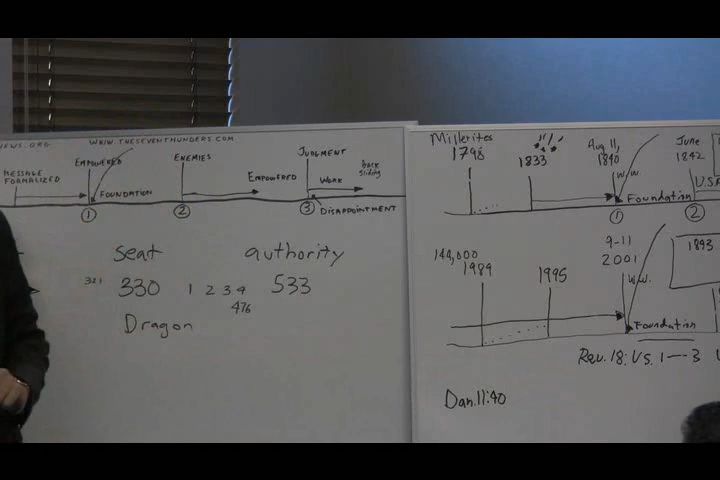 NEWS.ORG WWW.THESEVENTHUNDERS.COM
MESSAGE FORMALIZED
EMPOWERED
FOUNDATION
1
ENEMIES
EMPOWERED
2
JUDGMENT
WORK
BACK SLIDING
3
DISAPPOINTMENT
seat authority
321 330 1 2 3 4 533
476
Dragon
Millerites
1798
1833
Aug 11,
1840
W.W.
Foundation
1
June
1842
2
144,000
1989
1995
9-11
2001
W.W.
Foundation
1893
Rev. 18: VS. 1—3
Dan. 11:40